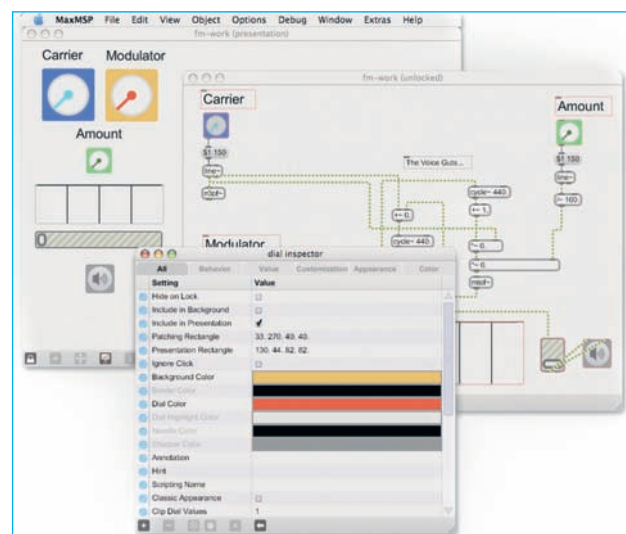 MaxMSP File Edit View Object Options Debug Window Extras Help
fm-work (presentation)
Carrier Modulator
Amount
0
fm-work (unlocked)
Carrier
Amount
$1 150
line~
mtof~
The Voice Guts...
$1 150
line~
cycle~ 440.
+~ 1.
+~ 0.
cycle~ 440.
*~ 0.
*~ 0.
Modulator
dial inspector
All Behavior Value Customization Appearance Color
Setting Value
Hide on Lock
Include in Background
Include in Presentation
Patching Rectangle 33. 270. 40. 40.
Presentation Rectangle 130. 44. 82. 82.
Ignore Click
Background Color
Border Color
Dial Color
Dial Highlight Color
Needle Color
Shadow Color
Annotation
Hint
Scripting Name
Classic Appearance
Clip Dial Values 1